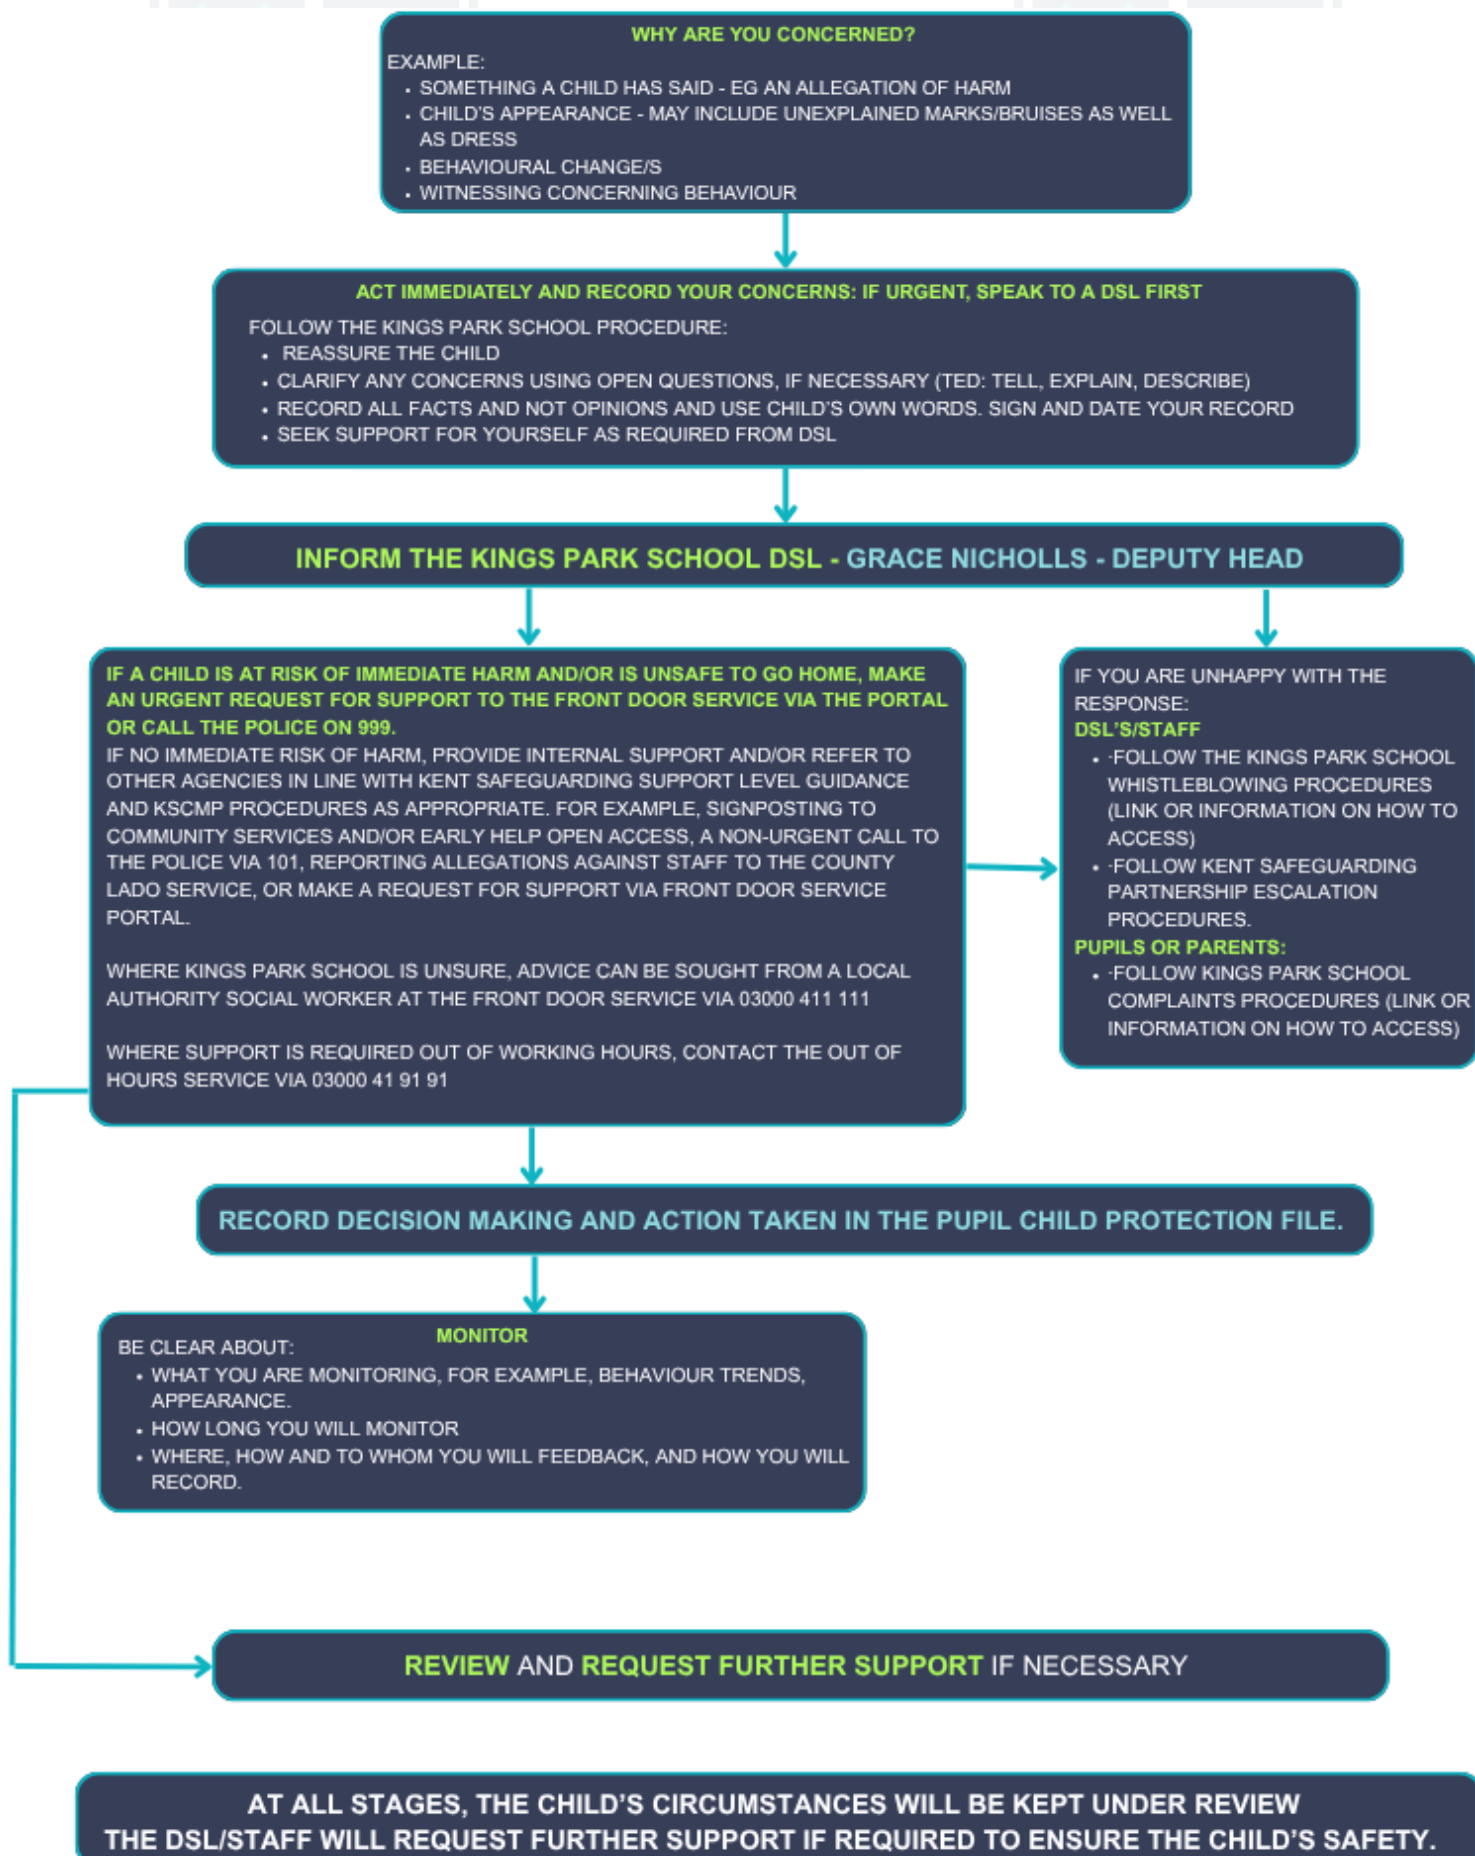 WHY ARE YOU CONCERNED?
EXAMPLE:
• SOMETHING A CHILD HAS SAID - EG AN ALLEGATION OF HARM
• CHILD'S APPEARANCE - MAY INCLUDE UNEXPLAINED MARKS/BRUISES AS WELL
AS DRESS
• BEHAVIOURAL CHANGE/S
• WITNESSING CONCERNING BEHAVIOUR
ACT IMMEDIATELY AND RECORD YOUR CONCERNS: IF URGENT, SPEAK TO A DSL FIRST
FOLLOW THE KINGS PARK SCHOOL PROCEDURE:
• REASSURE THE CHILD
• CLARIFY ANY CONCERNS USING OPEN QUESTIONS, IF NECESSARY (TED: TELL, EXPLAIN, DESCRIBE)
• RECORD ALL FACTS AND NOT OPINIONS AND USE CHILD'S OWN WORDS. SIGN AND DATE YOUR RECORD
• SEEK SUPPORT FOR YOURSELF AS REQUIRED FROM DSL
INFORM THE KINGS PARK SCHOOL DSL - GRACE NICHOLLS - DEPUTY HEAD
IF A CHILD IS AT RISK OF IMMEDIATE HARM AND/OR IS UNSAFE TO GO HOME, MAKE
AN URGENT REQUEST FOR SUPPORT TO THE FRONT DOOR SERVICE VIA THE PORTAL
OR CALL THE POLICE ON 999.
IF NO IMMEDIATE RISK OF HARM, PROVIDE INTERNAL SUPPORT AND/OR REFER TO
OTHER AGENCIES IN LINE WITH KENT SAFEGUARDING SUPPORT LEVEL GUIDANCE
AND KSCMP PROCEDURES AS APPROPRIATE. FOR EXAMPLE, SIGNPOSTING TO
COMMUNITY SERVICES AND/OR EARLY HELP OPEN ACCESS, A NON-URGENT CALL TO
THE POLICE VIA 101, REPORTING ALLEGATIONS AGAINST STAFF TO THE COUNTY
LADO SERVICE, OR MAKE A REQUEST FOR SUPPORT VIA FRONT DOOR SERVICE
PORTAL.
WHERE KINGS PARK SCHOOL IS UNSURE, ADVICE CAN BE SOUGHT FROM A LOCAL
AUTHORITY SOCIAL WORKER AT THE FRONT DOOR SERVICE VIA 03000 411 111
WHERE SUPPORT IS REQUIRED OUT OF WORKING HOURS, CONTACT THE OUT OF
HOURS SERVICE VIA 03000 41 91 91
IF YOU ARE UNHAPPY WITH THE
RESPONSE:
DSL'S/STAFF
• ·FOLLOW THE KINGS PARK SCHOOL
WHISTLEBLOWING PROCEDURES
(LINK OR INFORMATION ON HOW TO
ACCESS)
• ·FOLLOW KENT SAFEGUARDING
PARTNERSHIP ESCALATION
PROCEDURES.
PUPILS OR PARENTS:
• ·FOLLOW KINGS PARK SCHOOL
COMPLAINTS PROCEDURES (LINK OR
INFORMATION ON HOW TO ACCESS)
RECORD DECISION MAKING AND ACTION TAKEN IN THE PUPIL CHILD PROTECTION FILE.
MONITOR
BE CLEAR ABOUT:
• WHAT YOU ARE MONITORING, FOR EXAMPLE, BEHAVIOUR TRENDS,
APPEARANCE.
• HOW LONG YOU WILL MONITOR
• WHERE, HOW AND TO WHOM YOU WILL FEEDBACK, AND HOW YOU WILL
RECORD.
REVIEW AND REQUEST FURTHER SUPPORT IF NECESSARY
AT ALL STAGES, THE CHILD'S CIRCUMSTANCES WILL BE KEPT UNDER REVIEW
THE DSL/STAFF WILL REQUEST FURTHER SUPPORT IF REQUIRED TO ENSURE THE CHILD'S SAFETY.